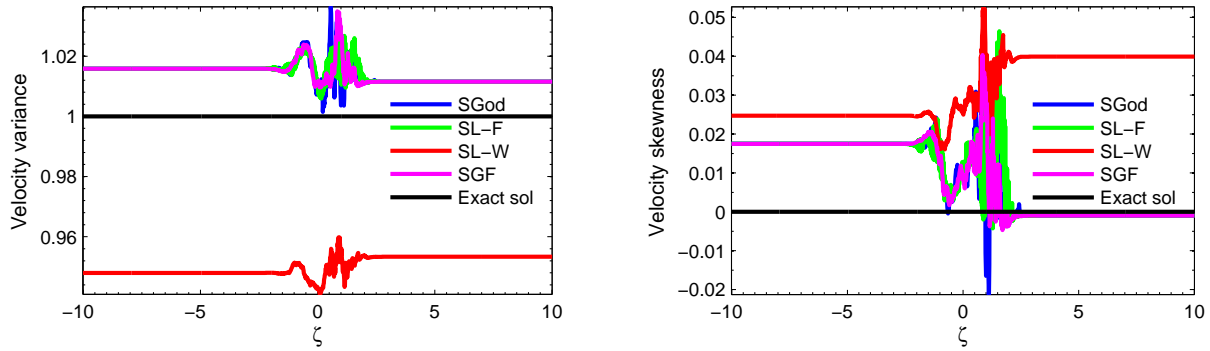 Velocity variance
1.02
1
0.98
0.96
−10
−5
0
5
10
ζ
SGod
SL−F
SL−W
SGF
Exact sol
Velocity skewness
0.05
0.04
0.03
0.02
0.01
0
−0.01
−0.02
−10
−5
0
5
10
ζ
SGod
SL−F
SL−W
SGF
Exact sol